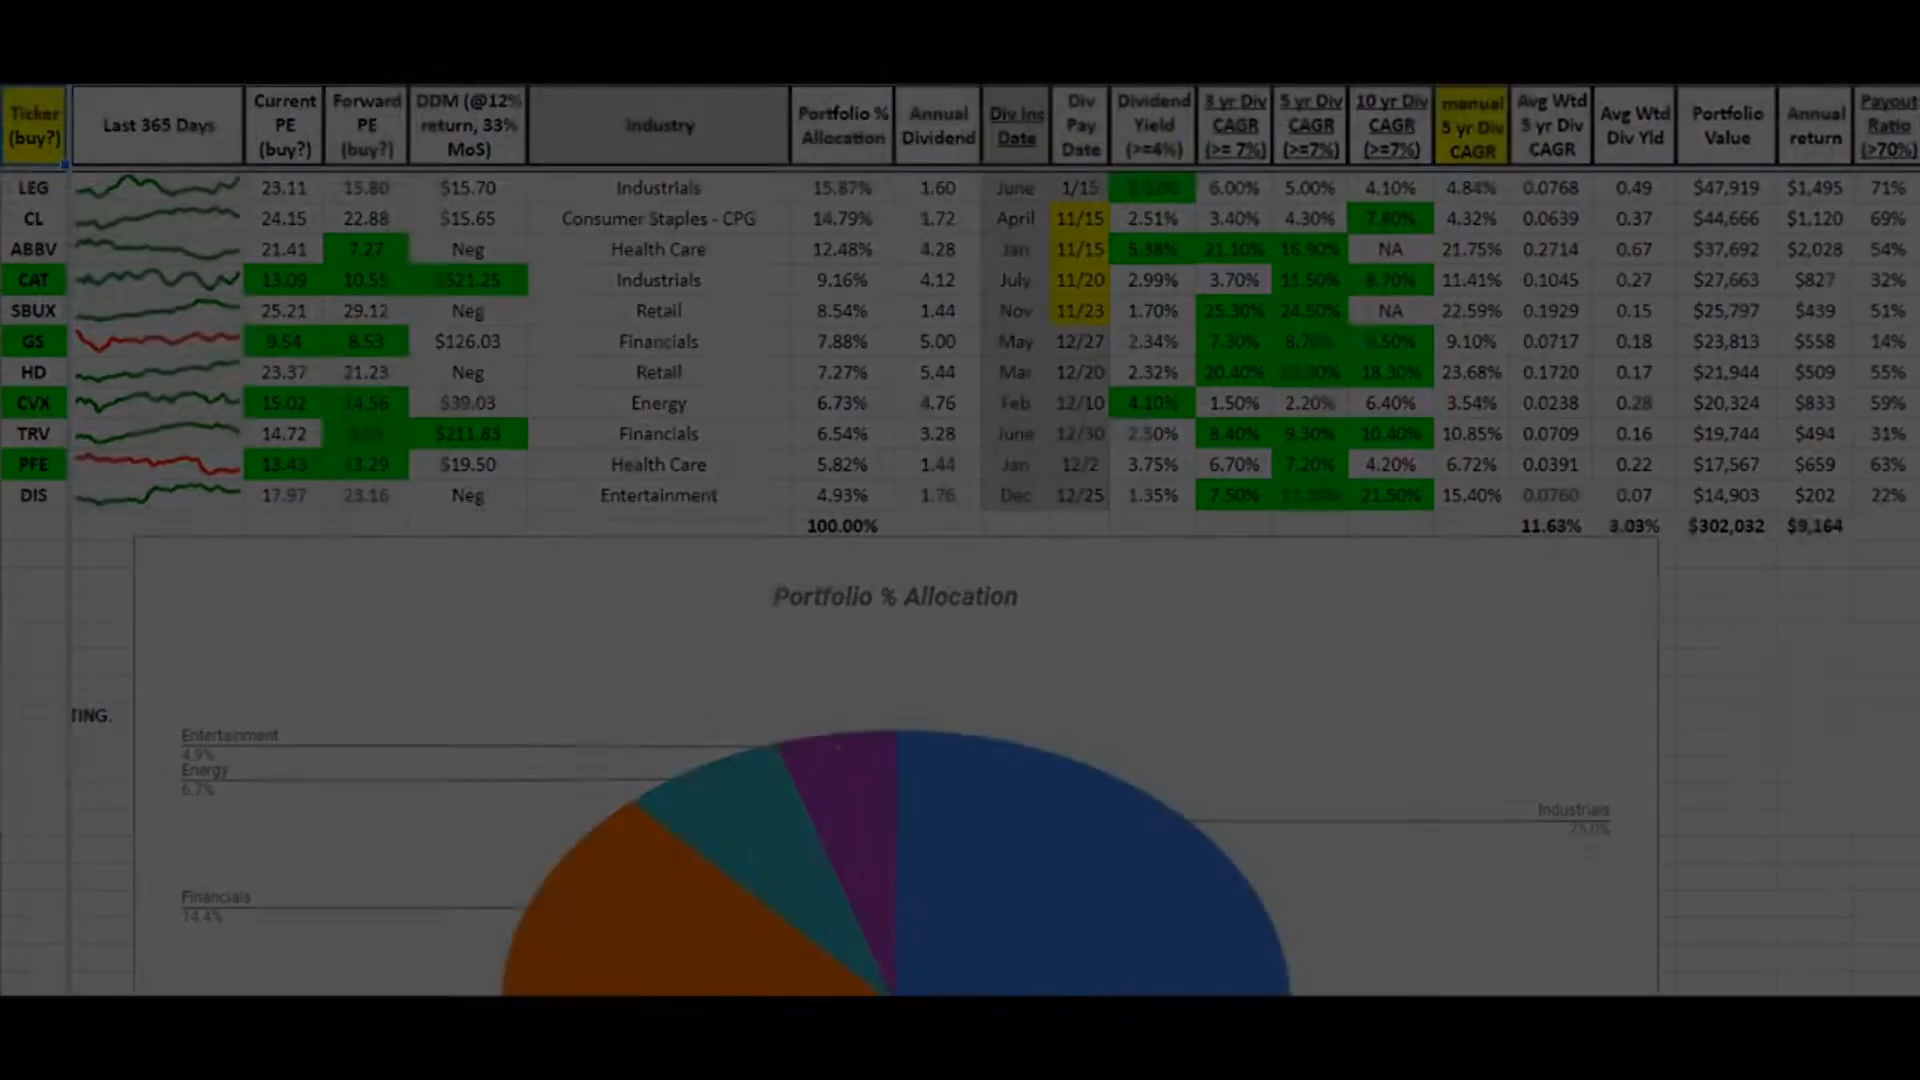 Ticker (buy?) Last 365 Days Current PE (buy?) Forward PE (buy?) DDM (@12% return, 33% MoS) Industry Portfolio % Allocation Annual Dividend Div Inc Date Div Pay Date Dividend Yield (>=4%) 3 yr Div CAGR (>= 7%) 5 yr Div CAGR (>=7%) 10 yr Div CAGR (>=7%) manual 5 yr Div CAGR Avg Wtd 5 yr Div CAGR Avg Wtd Div Yld Portfolio Value Annual return Payout Ratio (>70%)
LEG 23.11 15.80 $15.70 Industrials 15.87% 1.60 June 1/15 6.00% 5.00% 4.10% 4.84% 0.0768 0.49 $47,919 $1,495 71%
CL 24.15 22.88 $15.65 Consumer Staples - CPG 14.79% 1.72 April 11/15 2.51% 3.40% 4.30% 7.80% 4.32% 0.0639 0.37 $44,666 $1,120 69%
ABBV 21.41 7.27 Neg Health Care 12.48% 4.28 Jan 11/15 5.38% 21.10% 16.90% NA 21.75% 0.2714 0.67 $37,692 $2,028 54%
CAT 13.09 10.55 $521.25 Industrials 9.16% 4.12 July 11/20 2.99% 3.70% 11.50% 8.70% 11.41% 0.1045 0.27 $27,663 $827 32%
SBUX 25.21 29.12 Neg Retail 8.54% 1.44 Nov 11/23 1.70% 25.30% 24.50% NA 22.59% 0.1929 0.15 $25,797 $439 51%
GS 9.54 8.53 $126.03 Financials 7.88% 5.00 May 12/27 2.34% 7.30% 8.70% 9.10% 0.0717 0.18 $23,813 $558 14%
HD 23.37 21.23 Neg Retail 7.27% 5.44 Mar 12/20 2.32% 20.40% 18.30% 23.68% 0.1720 0.17 $21,944 $509 55%
CVX 15.02 14.56 $39.03 Energy 6.73% 4.76 Feb 12/10 4.10% 1.50% 2.20% 6.40% 3.54% 0.0238 0.28 $20,324 $833 59%
TRV 14.72 $211.83 Financials 6.54% 3.28 June 12/30 2.50% 8.40% 9.30% 10.40% 10.85% 0.0709 0.16 $19,744 $494 31%
PFE 13.43 13.29 $19.50 Health Care 5.82% 1.44 Jan 12/2 3.75% 6.70% 7.20% 4.20% 6.72% 0.0391 0.22 $17,567 $659 63%
DIS 17.97 23.16 Neg Entertainment 4.93% 1.76 Dec 12/25 1.35% 7.50% 21.50% 15.40% 0.0760 0.07 $14,903 $202 22%
100.00% 11.63% 3.03% $302,032 $9,164
Portfolio % Allocation
TING.
Entertainment
4.9%
Energy
6.7%
Industrials
25.0%
Financials
14.4%